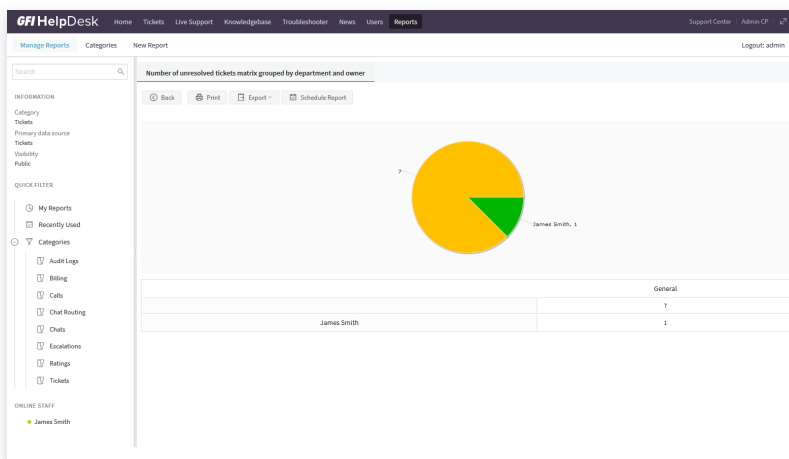 GFI HelpDesk Home Tickets Live Support Knowledgebase Troubleshooter News Users Reports Support Center Admin CP
Manage Reports Categories New Report Logout: admin
Search
Number of unresolved tickets matrix grouped by department and owner
INFORMATION
Back Print Export Schedule Report
Category
Tickets
Primary data source
Tickets
Visibility
Public
7
James Smith, 1
QUICK FILTER
My Reports
Recently Used
Categories
Audit Logs
Billing
Calls
Chat Routing
Chats
Escalations
Ratings
Tickets
General
7
James Smith 1
ONLINE STAFF
James Smith